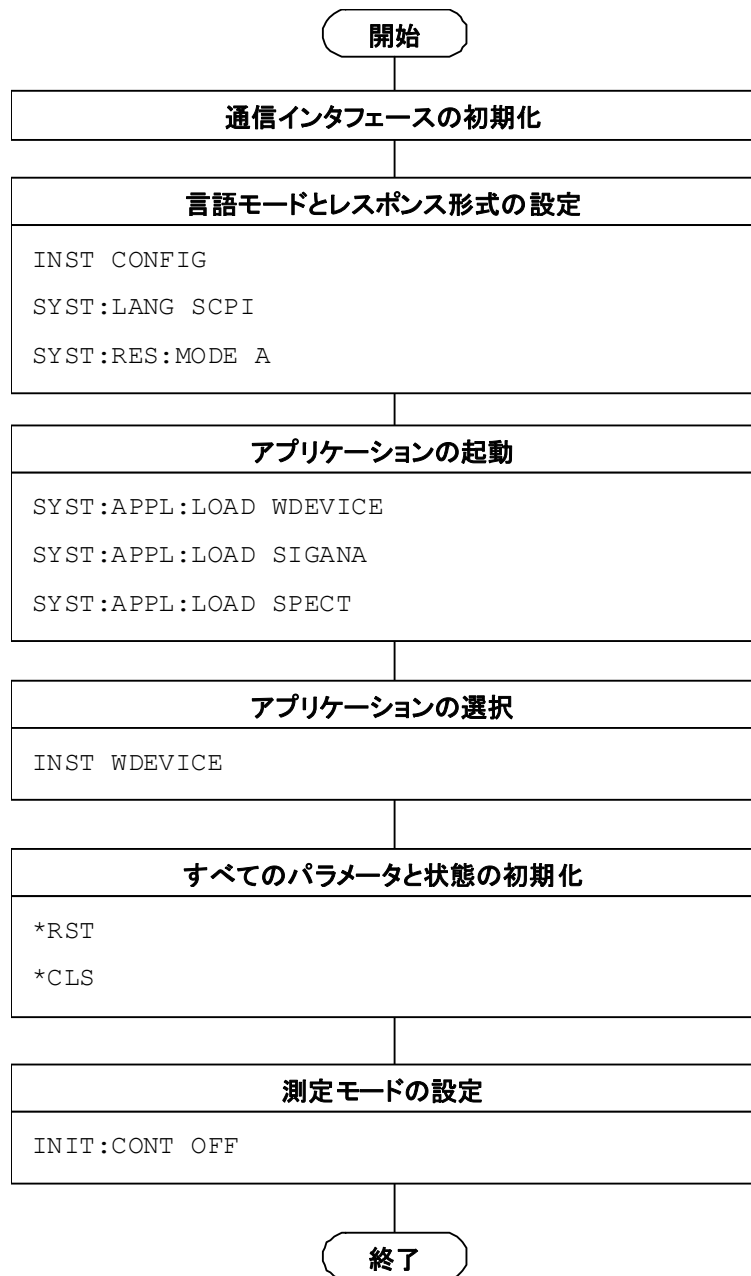 開始
通信インタフェースの初期化
言語モードとレスポンス形式の設定
INST CONFIG
SYST:LANG SCPI
SYST:RES:MODE A
アプリケーションの起動
SYST:APPL:LOAD WDEVICE
SYST:APPL:LOAD SIGANA
SYST:APPL:LOAD SPECT
アプリケーションの選択
INST WDEVICE
すべてのパラメータと状態の初期化
*RST
*CLS
測定モードの設定
INIT:CONT OFF
終了